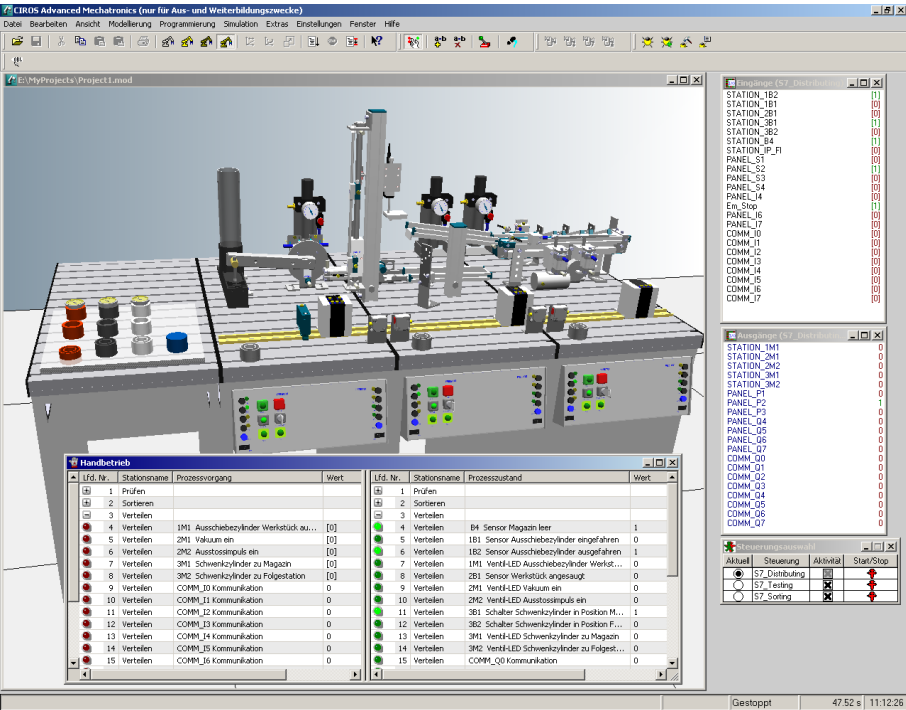 CIROS Advanced Mechatronics (nur für Aus- und Weiterbildungszwecke)
Datei Bearbeiten Ansicht Modellierung Programmierung Simulation Extras Einstellungen Fenster Hilfe
E:\MyProjects\Project1.mod
Eingänge (S7_Distributing
STATION_1B2 [1]
STATION_1B1 [0]
STATION_2B1 [0]
STATION_3B1 [1]
STATION_3B2 [0]
STATION_B4 [1]
STATION_IP_FI [0]
PANEL_S1 [0]
PANEL_S2 [1]
PANEL_S3 [0]
PANEL_S4 [0]
PANEL_I4 [0]
Em_Stop [1]
PANEL_I6 [0]
PANEL_I7 [0]
COMM_I0 [0]
COMM_I1 [0]
COMM_I2 [0]
COMM_I3 [0]
COMM_I4 [0]
COMM_I5 [0]
COMM_I6 [0]
COMM_I7 [0]
Ausgänge (S7_Distribu
STATION_1M1 0
STATION_2M1 0
STATION_2M2 0
STATION_3M1 0
STATION_3M2 0
PANEL_P1 0
PANEL_P2 1
PANEL_P3 0
PANEL_Q4 0
PANEL_Q5 0
PANEL_Q6 0
PANEL_Q7 0
COMM_Q0 0
COMM_Q1 0
COMM_Q2 0
COMM_Q3 0
COMM_Q4 0
COMM_Q5 0
COMM_Q6 0
COMM_Q7 0
Steuerungsauswahl
Aktuell Steuerung Aktivität Start/Stop
S7_Distributing
S7_Testing
S7_Sorting
Handbetrieb
Lfd. Nr. Stationsname Prozessvorgang Wert
1 Prüfen
2 Sortieren
3 Verteilen
4 Verteilen 1M1 Ausschiebezylinder Werkstück au... [0]
5 Verteilen 2M1 Vakuum ein [0]
6 Verteilen 2M2 Ausstossimpuls ein [0]
7 Verteilen 3M1 Schwenkzylinder zu Magazin [0]
8 Verteilen 3M2 Schwenkzylinder zu Folgestation [0]
9 Verteilen COMM_I0 Kommunikation 0
10 Verteilen COMM_I1 Kommunikation 0
11 Verteilen COMM_I2 Kommunikation 0
12 Verteilen COMM_I3 Kommunikation 0
13 Verteilen COMM_I4 Kommunikation 0
14 Verteilen COMM_I5 Kommunikation 0
15 Verteilen COMM_I6 Kommunikation 0
Lfd. Nr. Stationsname Prozesszustand Wert
1 Prüfen
2 Sortieren
3 Verteilen
4 Verteilen B4 Sensor Magazin leer 1
5 Verteilen 1B1 Sensor Ausschiebezylinder eingefahren 0
6 Verteilen 1B2 Sensor Ausschiebezylinder ausgefahren 1
7 Verteilen 1M1 Ventil-LED Ausschiebezylinder Werkst... 0
8 Verteilen 2B1 Sensor Werkstück angesaugt 0
9 Verteilen 2M1 Ventil-LED Vakuum ein 0
10 Verteilen 2M2 Ventil-LED Ausstossimpuls ein 0
11 Verteilen 3B1 Schalter Schwenkzylinder in Position M... 1
12 Verteilen 3B2 Schalter Schwenkzylinder in Position F... 0
13 Verteilen 3M1 Ventil-LED Schwenkzylinder zu Magazin 0
14 Verteilen 3M2 Ventil-LED Schwenkzylinder zu Folgest... 0
15 Verteilen COMM_Q0 Kommunikation 0
Gestoppt 47.52 s 11:12:26